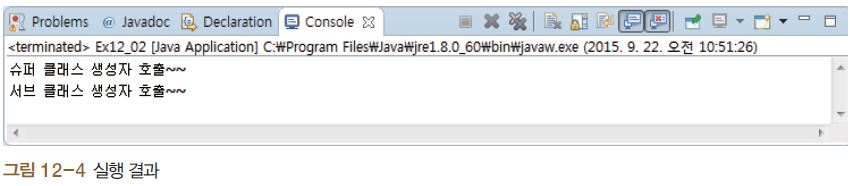 Problems @ Javadoc Declaration Console
<terminated> Ex12_02 [Java Application] C:₩Program Files₩Java₩jre1.8.0_60₩bin₩javaw.exe (2015. 9. 22. 오전 10:51:26)
슈퍼 클래스 생성자 호출~~
서브 클래스 생성자 호출~~
그림 12-4 실행 결과